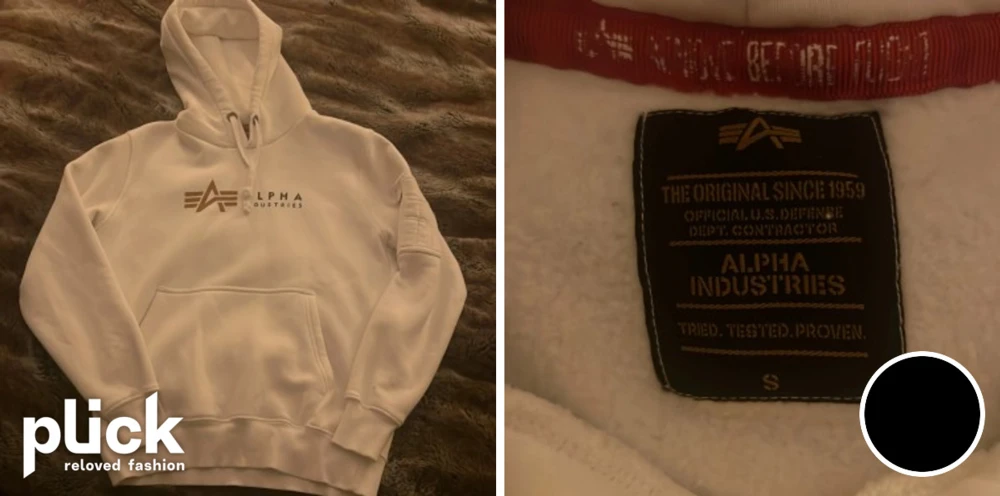 ALPHA
INDUSTRIES
plick
reloved fashion
REMOVE BEFORE FLIGHT
THE ORIGINAL SINCE 1959
OFFICIAL U.S. DEFENSE
DEPT. CONTRACTOR
ALPHA
INDUSTRIES
TRIED. TESTED. PROVEN.
S